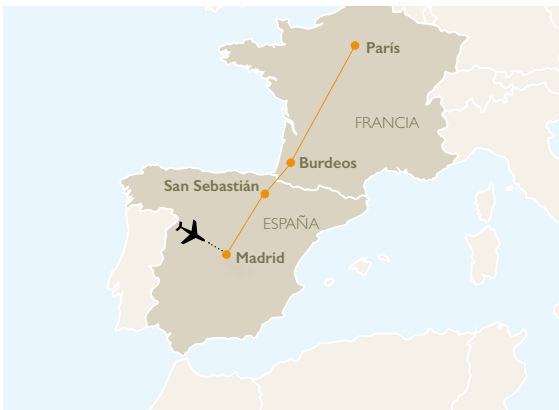 París
FRANCIA
Burdeos
San Sebastián
ESPAÑA
Madrid